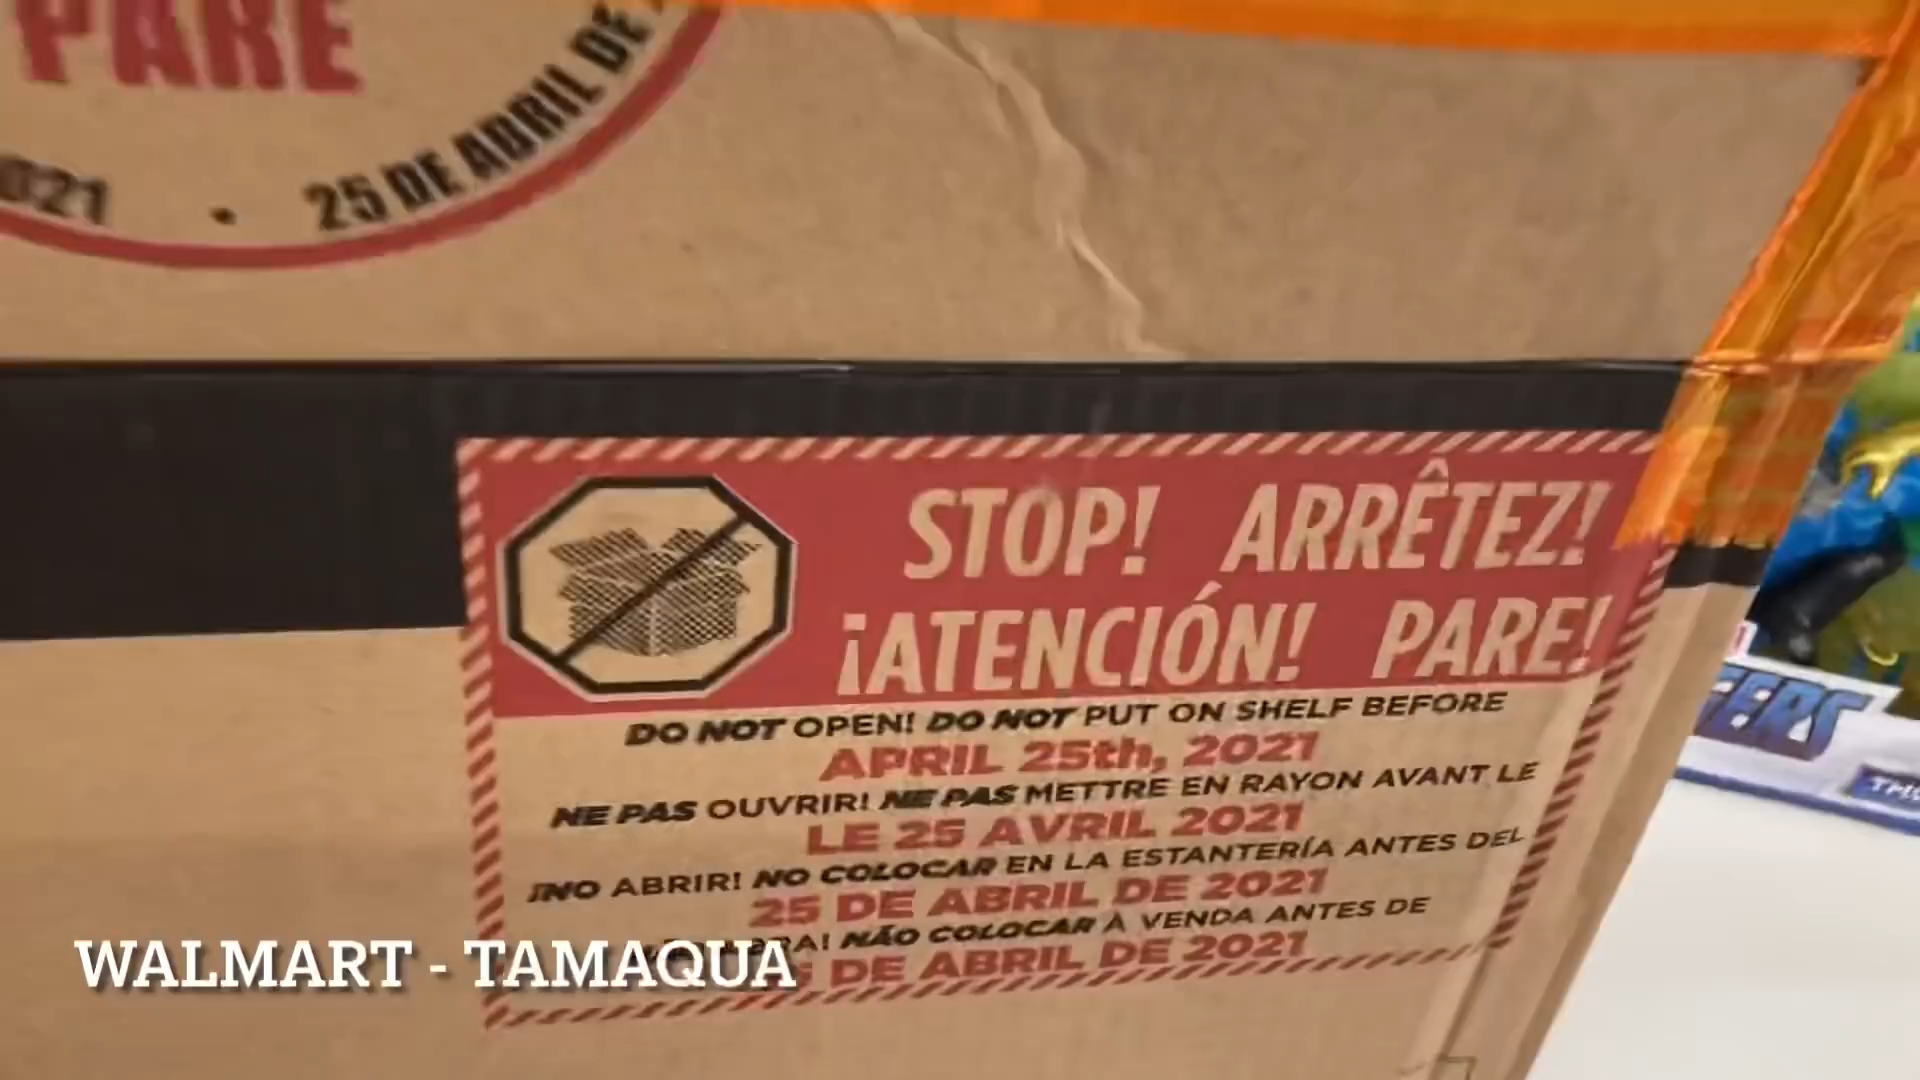 PARE
25 DE ABRIL DE
STOP! ARRÊTEZ!
¡ATENCIÓN! PARE!
DO NOT OPEN! DO NOT PUT ON SHELF BEFORE
APRIL 25th, 2021
NE PAS OUVRIR! NE PAS METTRE EN RAYON AVANT LE
LE 25 AVRIL 2021
¡NO ABRIR! NO COLOCAR EN LA ESTANTERÍA ANTES DEL
25 DE ABRIL DE 2021
NÃO COLOCAR À VENDA ANTES DE
DE ABRIL DE 2021
WALMART - TAMAQUA